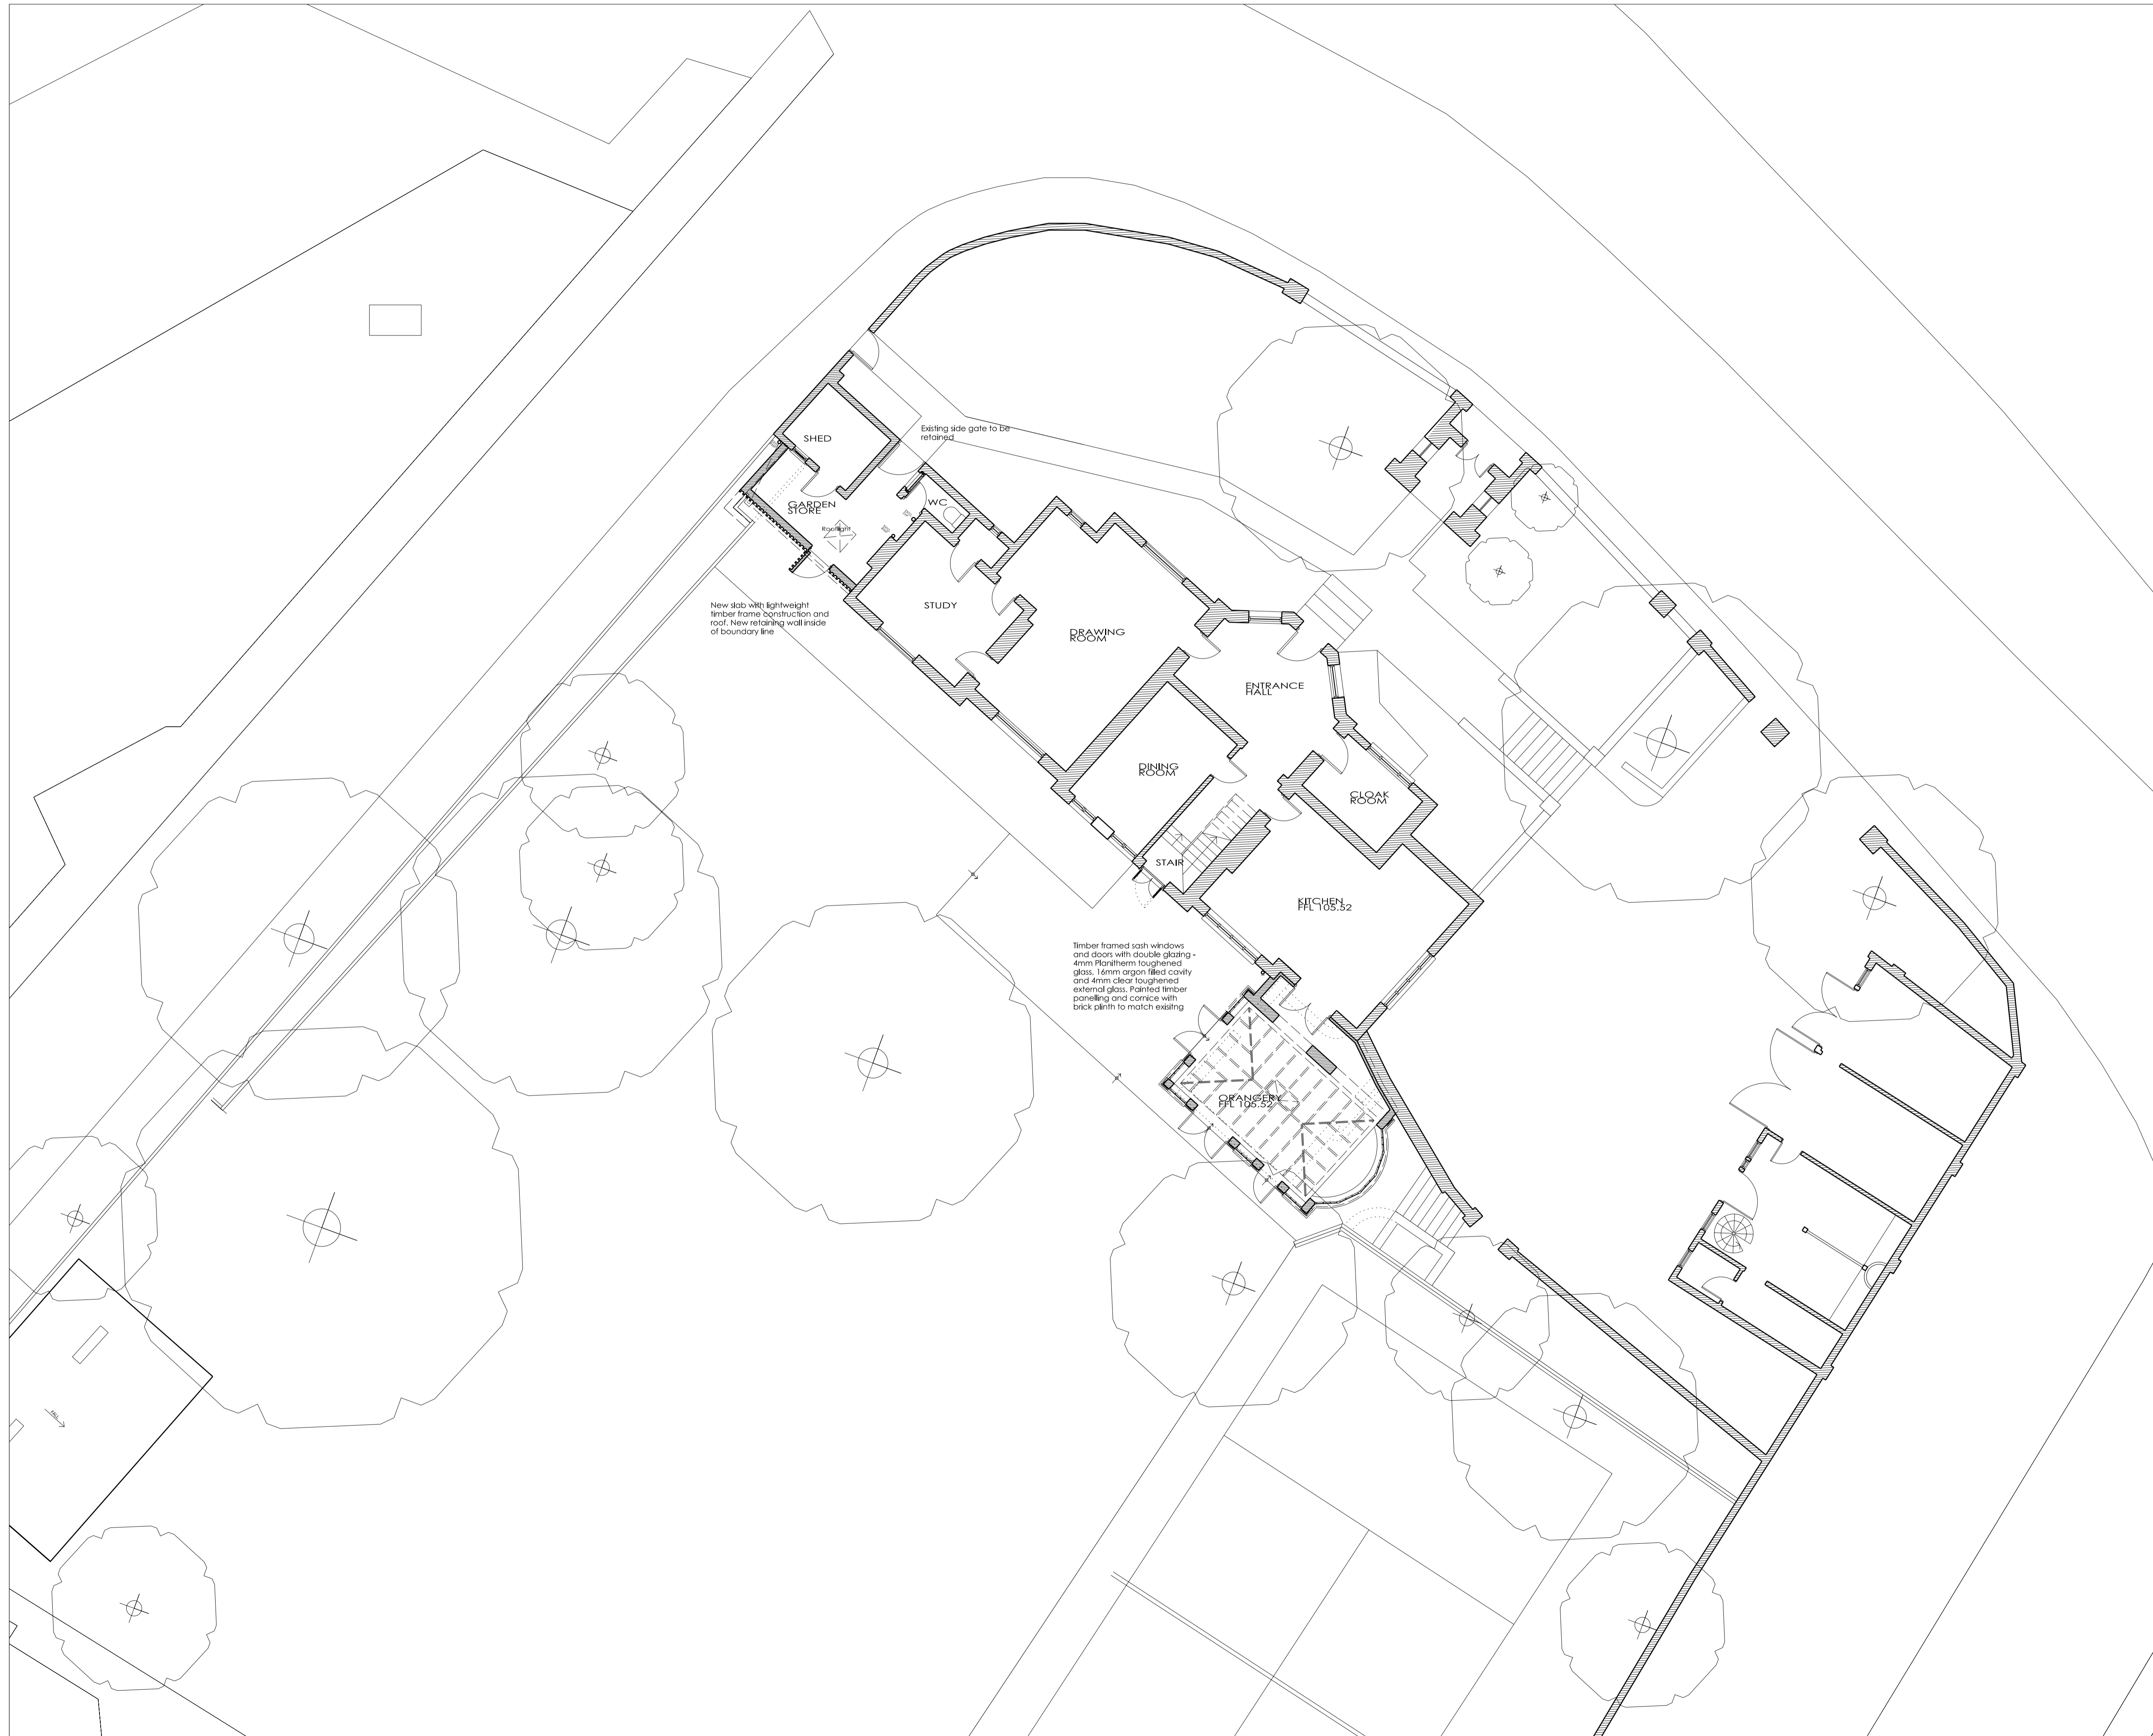 Existing side gate to be
retained
SHED
WC
GARDEN
STORE
Rooflight
STUDY
New slab with lightweight
timber frame construction and
roof. New retaining wall inside
of boundary line
DRAWING
ROOM
ENTRANCE
HALL
DINING
ROOM
CLOAK
ROOM
STAIR
KITCHEN
FFL 105.52
Timber framed sash windows
and doors with double glazing -
4mm Planitherm toughened
glass, 16mm argon filled cavity
and 4mm clear toughened
external glass. Painted timber
panelling and cornice with
brick plinth to match exisitng
ORANGERY
FFL 105.52
FALL